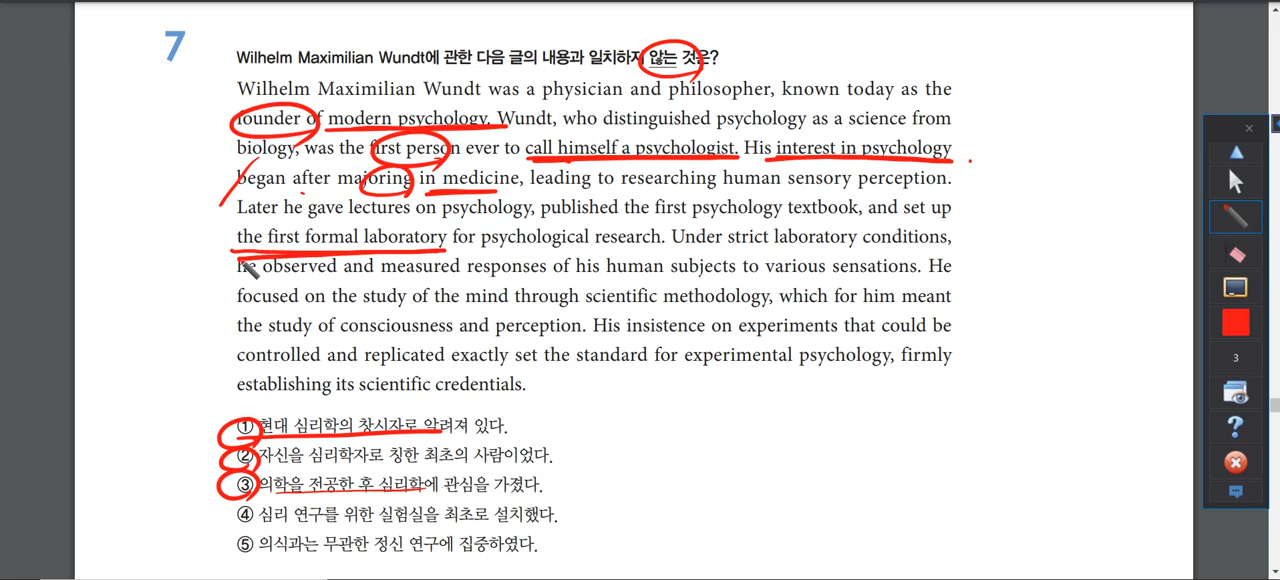 7
Wilhelm Maximilian Wundt에 관한 다음 글의 내용과 일치하지 않는 것은?
Wilhelm Maximilian Wundt was a physician and philosopher, known today as the
founder of modern psychology. Wundt, who distinguished psychology as a science from
biology, was the first person ever to call himself a psychologist. His interest in psychology
began after majoring in medicine, leading to researching human sensory perception.
Later he gave lectures on psychology, published the first psychology textbook, and set up
the first formal laboratory for psychological research. Under strict laboratory conditions,
he observed and measured responses of his human subjects to various sensations. He
focused on the study of the mind through scientific methodology, which for him meant
the study of consciousness and perception. His insistence on experiments that could be
controlled and replicated exactly set the standard for experimental psychology, firmly
establishing its scientific credentials.
① 현대 심리학의 창시자로 알려져 있다.
② 자신을 심리학자로 칭한 최초의 사람이었다.
③ 의학을 전공한 후 심리학에 관심을 가졌다.
④ 심리 연구를 위한 실험실을 최초로 설치했다.
⑤ 의식과는 무관한 정신 연구에 집중하였다.
3